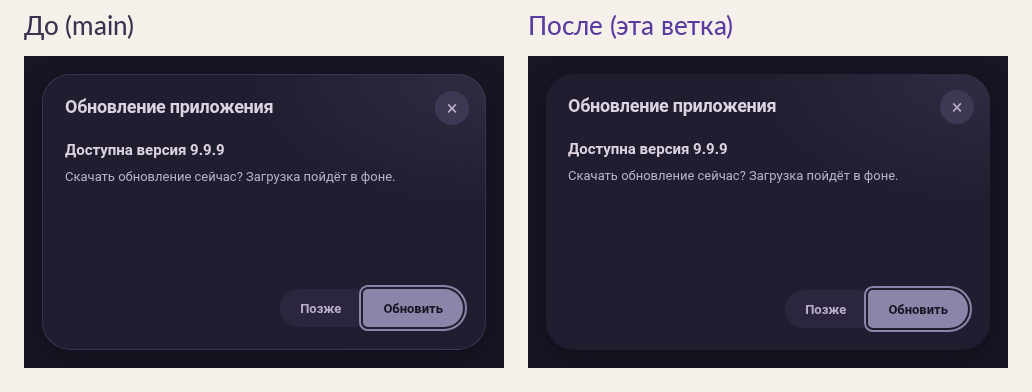 До (main)
Обновление приложения
×
Доступна версия 9.9.9
Скачать обновление сейчас? Загрузка пойдёт в фоне.
Позже
Обновить
После (эта ветка)
Обновление приложения
×
Доступна версия 9.9.9
Скачать обновление сейчас? Загрузка пойдёт в фоне.
Позже
Обновить